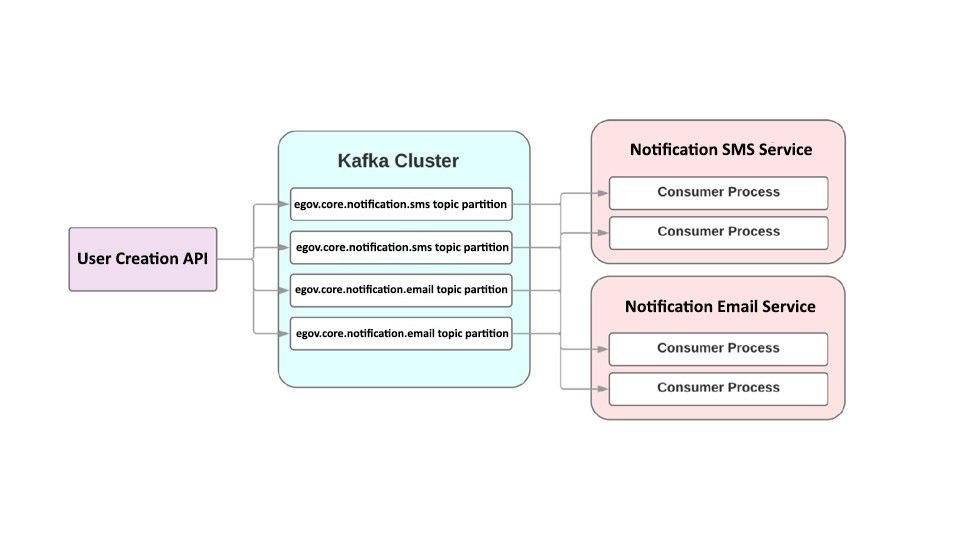 User Creation API
Kafka Cluster
egov.core.notification.sms topic partition
egov.core.notification.sms topic partition
egov.core.notification.email topic partition
egov.core.notification.email topic partition
Notification SMS Service
Consumer Process
Consumer Process
Notification Email Service
Consumer Process
Consumer Process